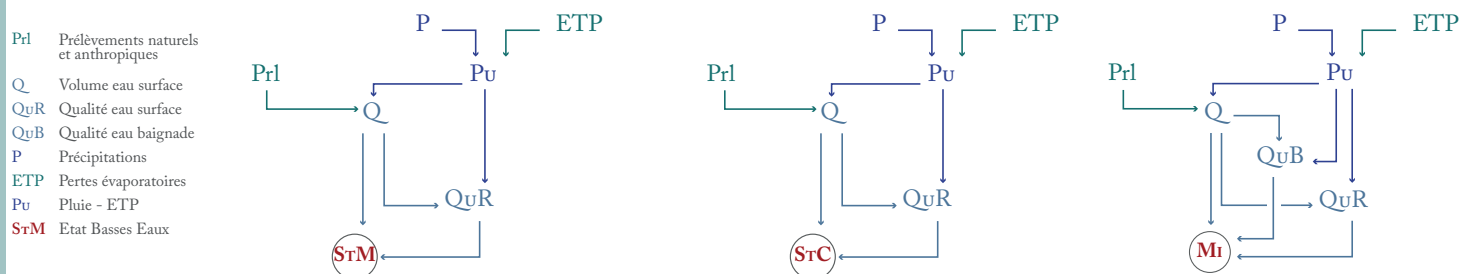 Prl Prélèvements naturels
et anthropiques
Q Volume eau surface
QuR Qualité eau surface
QuB Qualité eau baignade
P Précipitations
ETP Pertes évaporatoires
Pu Pluie - ETP
StM Etat Basses Eaux
P ETP
Prl Pu
Q
QuR
StM
P ETP
Prl Pu
Q
QuR
StC
P ETP
Prl Pu
Q
QuB
QuR
Mi